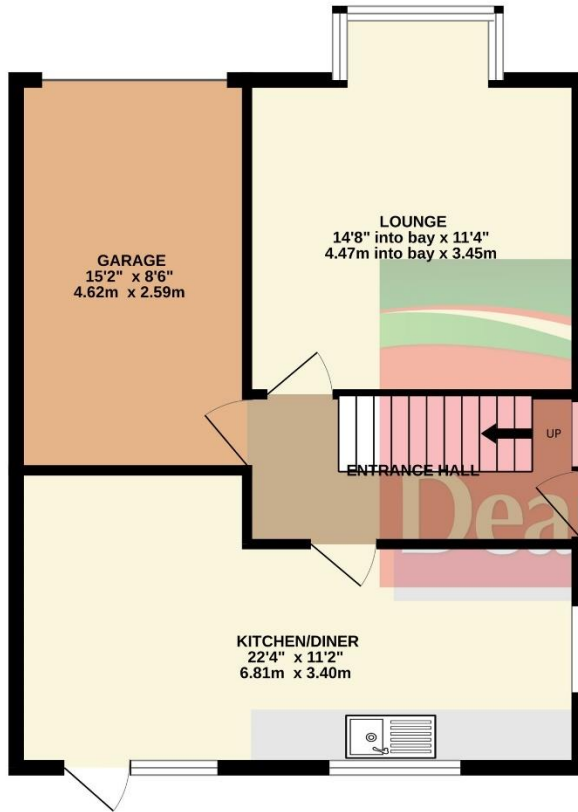 LOUNGE
14'8" into bay x 11'4"
4.47m into bay x 3.45m
GARAGE
15'2" x 8'6"
4.62m x 2.59m
UP
ENTRANCE HALL
Dea
KITCHEN/DINER
22'4" x 11'2"
6.81m x 3.40m